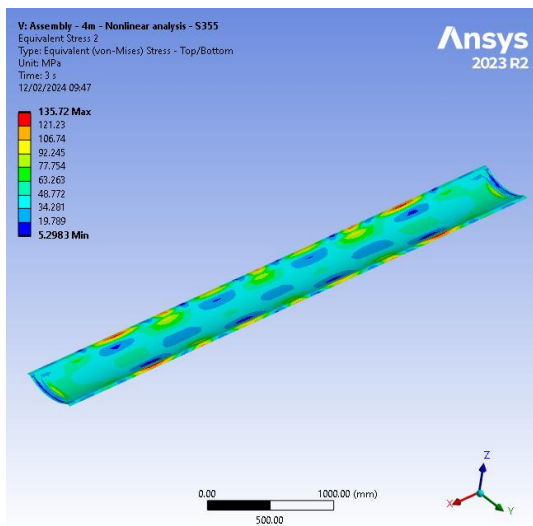 V: Assembly - 4m - Nonlinear analysis - S355
Equivalent Stress 2
Type: Equivalent (von-Mises) Stress - Top/Bottom
Unit: MPa
Time: 3 s
12/02/2024 09:47
Ansys
2023 R2
135.72 Max
121.23
106.74
92.245
77.754
63.263
48.772
34.281
19.789
5.2983 Min
0.00
1000.00 (mm)
500.00
Z
X
Y